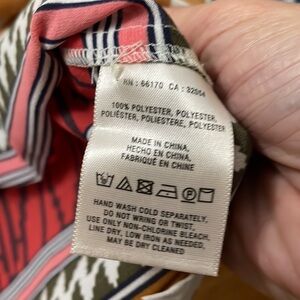 RN : 66170 CA : 32554
100% POLYESTER, POLYESTER,
POLIÉSTER, POLIESTERE, POLYESTER
MADE IN CHINA,
HECHO EN CHINA,
FABRIQUÉ EN CHINE
HAND WASH COLD SEPARATELY,
DO NOT WRING OR TWIST,
USE ONLY NON-CHLORINE BLEACH,
LINE DRY, LOW IRON AS NEEDED,
MAY BE DRY CLEANED